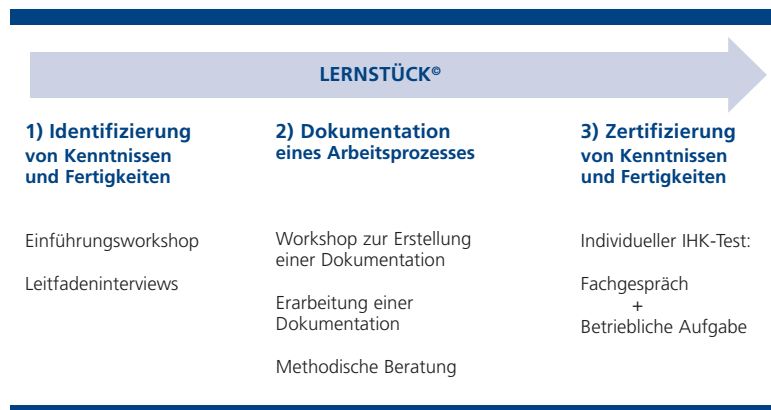 LERNSTÜCK©
1) Identifizierung
von Kenntnissen
und Fertigkeiten
Einführungsworkshop
Leitfadeninterviews
2) Dokumentation
eines Arbeitsprozesses
Workshop zur Erstellung
einer Dokumentation
Erarbeitung einer
Dokumentation
Methodische Beratung
3) Zertifizierung
von Kenntnissen
und Fertigkeiten
Individueller IHK-Test:
Fachgespräch
+
Betriebliche Aufgabe